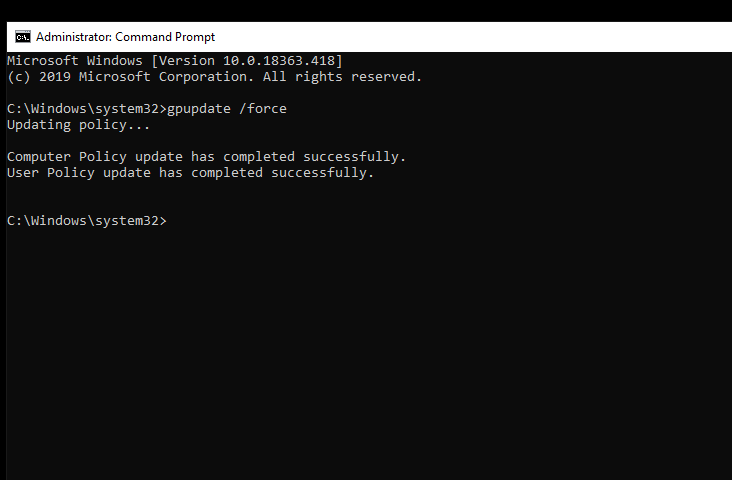 Administrator: Command Prompt
Microsoft Windows [Version 10.0.18363.418]
(c) 2019 Microsoft Corporation. All rights reserved.
C:\Windows\system32>gpupdate /force
Updating policy...
Computer Policy update has completed successfully.
User Policy update has completed successfully.
C:\Windows\system32>